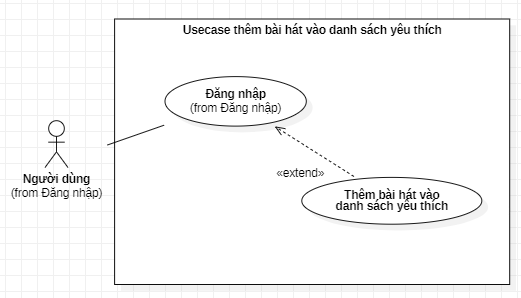 Usecase thêm bài hát vào danh sách yêu thích
Đăng nhập
(from Đăng nhập)
Người dùng
(from Đăng nhập)
«extend»
Thêm bài hát vào
danh sách yêu thích